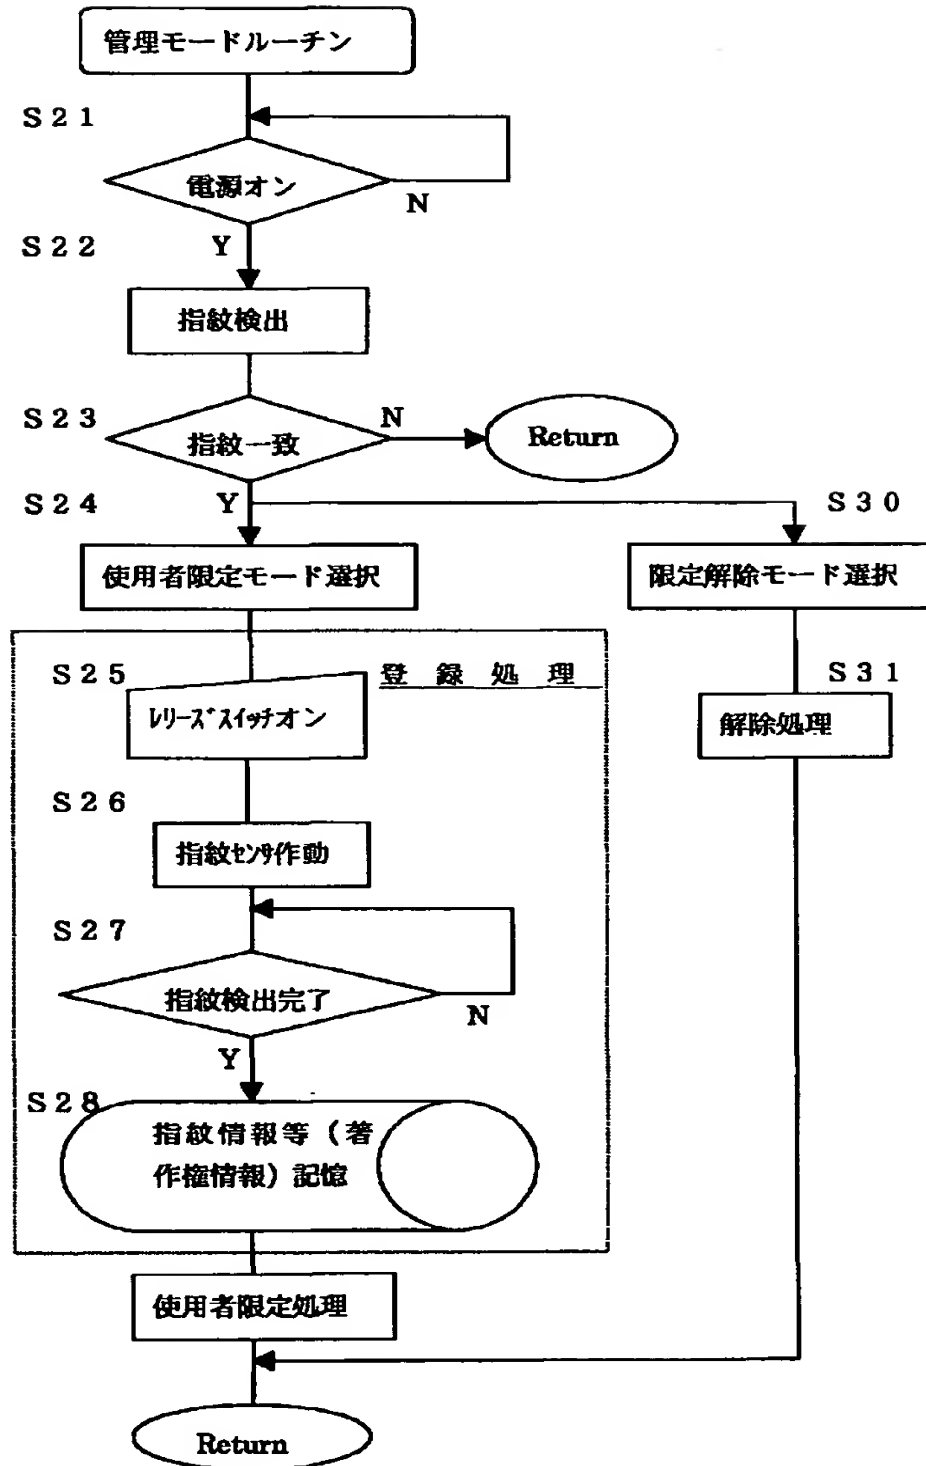 管理モードルーチン
S21
電源オン
N
S22
Y
指紋検出
S23
N
指紋一致
Return
S24
Y
S30
使用者限定モード選択
限定解除モード選択
S25
登録処理
S31
ﾚﾘｰｽﾞｽｲｯﾁオン
解除処理
S26
指紋ｾﾝｻ作動
S27
指紋検出完了
N
Y
S28
指紋情報等（著
作権情報）記憶
使用者限定処理
Return